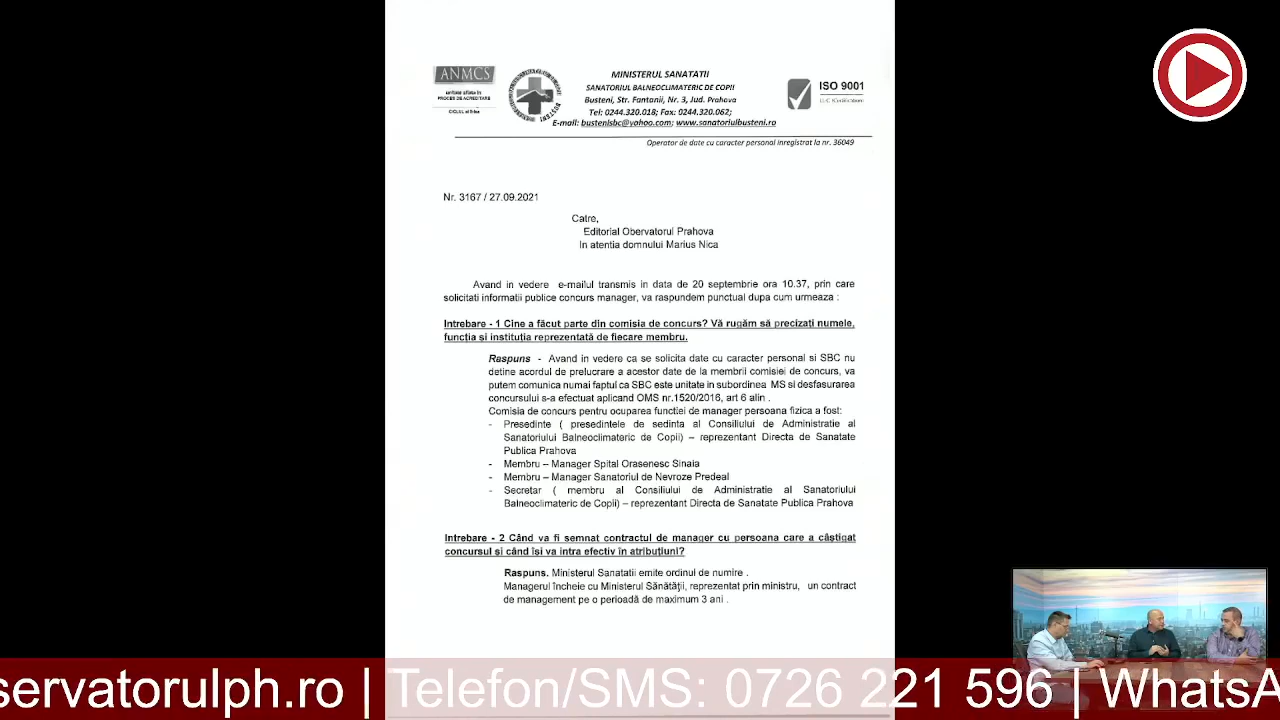 ANMCS
unitate aflata in
PROCES DE ACREDITARE
CICLUL al II-lea
BUSTENI
MINISTERUL SANATATII
SANATORIUL BALNEOCLIMATERIC DE COPII
Busteni, Str. Fantanii, Nr. 3, Jud. Prahova
Tel: 0244.320.018; Fax: 0244.320.062;
E-mail: bustenisbc@yahoo.com; www.sanatoriulbusteni.ro
ISO 9001
Operator de date cu caracter personal inregistrat la nr. 36049
Nr. 3167 / 27.09.2021
Catre,
Editorial Obervatorul Prahova
In atentia domnului Marius Nica
Avand in vedere e-mailul transmis in data de 20 septembrie ora 10.37, prin care
solicitati informatii publice concurs manager, va raspundem punctual dupa cum urmeaza :
Intrebare - 1 Cine a făcut parte din comisia de concurs? Vă rugăm să precizați numele,
funcția si instituția reprezentată de fiecare membru.
Raspuns - Avand in vedere ca se solicita date cu caracter personal si SBC nu
detine acordul de prelucrare a acestor date de la membrii comisiei de concurs, va
putem comunica numai faptul ca SBC este unitate in subordinea MS si desfasurarea
concursului s-a efectuat aplicand OMS nr.1520/2016, art 6 alin .
Comisia de concurs pentru ocuparea functiei de manager persoana fizica a fost:
- Presedinte ( presedintele de sedinta al Consiliului de Administratie al
Sanatoriului Balneoclimateric de Copii) – reprezentant Directa de Sanatate
Publica Prahova
- Membru – Manager Spital Orasenesc Sinaia
- Membru – Manager Sanatoriul de Nevroze Predeal
- Secretar ( membru al Consiliului de Administratie al Sanatoriului
Balneoclimateric de Copii) – reprezentant Directa de Sanatate Publica Prahova
Intrebare - 2 Când va fi semnat contractul de manager cu persoana care a câștigat
concursul si când își va intra efectiv în atribuțiuni?
Raspuns. Ministerul Sanatatii emite ordinul de numire .
Managerul încheie cu Ministerul Sănătății, reprezentat prin ministru, un contract
de management pe o perioadă de maximum 3 ani .
servatorulph.ro | Telefon/SMS: 0726 221 596 | WhatsA